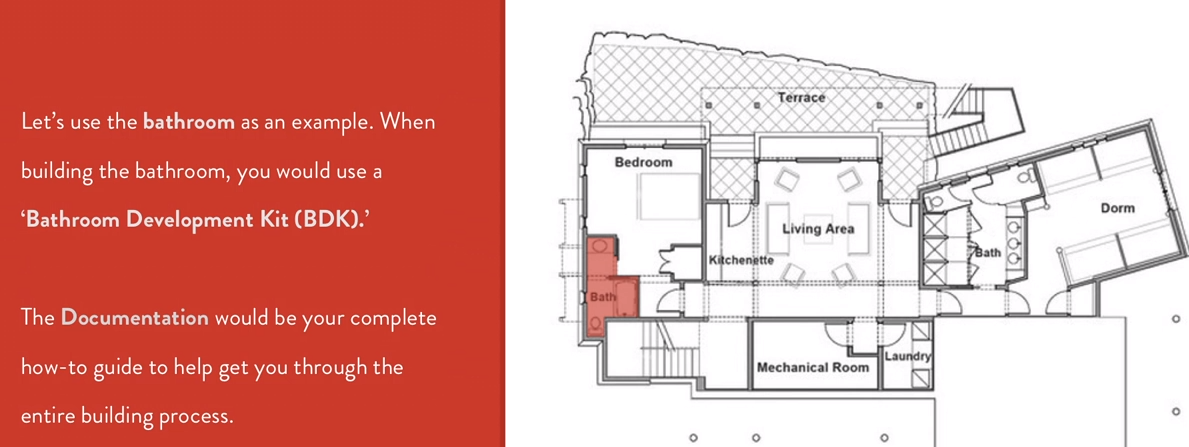 Let’s use the bathroom as an example. When
building the bathroom, you would use a
‘Bathroom Development Kit (BDK).’
The Documentation would be your complete
how-to guide to help get you through the
entire building process.
Terrace
Bedroom
Dorm
Living Area
Bath
Kitchenette
Bath
Laundry
Mechanical Room